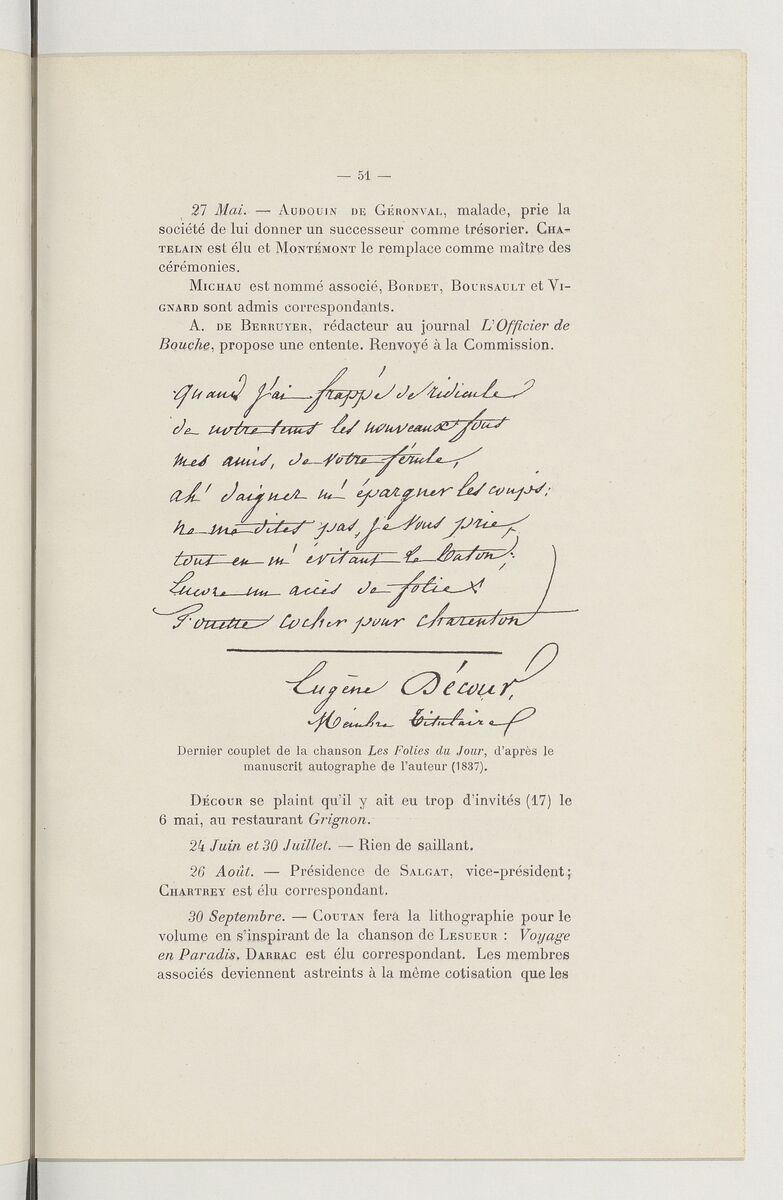 — 51 —
27 Mai. — AUDOUIN DE GÉRONVAL, malade, prie la
société de lui donner un successeur comme trésorier. CHA-
TELAIN est élu et MONTÉMONT le remplace comme maître des
cérémonies.
MICHAU est nommé associé, BORDET, BOURSAULT et VI-
GNARD sont admis correspondants.
A. DE BERRUYER, rédacteur au journal L'Officier de
Bouche, propose une entente. Renvoyé à la Commission.
Quand j'ai frappé de ridicule
de notre tems les nouveaux fous
mes amis, de votre férule,
ah! daignez m'épargner les coups;
ne me dites pas, je vous prie,
tout en m'évitant le bâton;
Encore un accès de folie!
Fouette cocher pour charenton
Eugène Décour,
Membre titulaire
Dernier couplet de la chanson Les Folies du Jour, d'après le
manuscrit autographe de l'auteur (1837).
DÉCOUR se plaint qu'il y ait eu trop d'invités (17) le
6 mai, au restaurant Grignon.
24 Juin et 30 Juillet. — Rien de saillant.
26 Août. — Présidence de SALGAT, vice-président;
CHARTREY est élu correspondant.
30 Septembre. — COUTAN fera la lithographie pour le
volume en s'inspirant de la chanson de LESUEUR : Voyage
en Paradis. DARRAC est élu correspondant. Les membres
associés deviennent astreints à la même cotisation que les